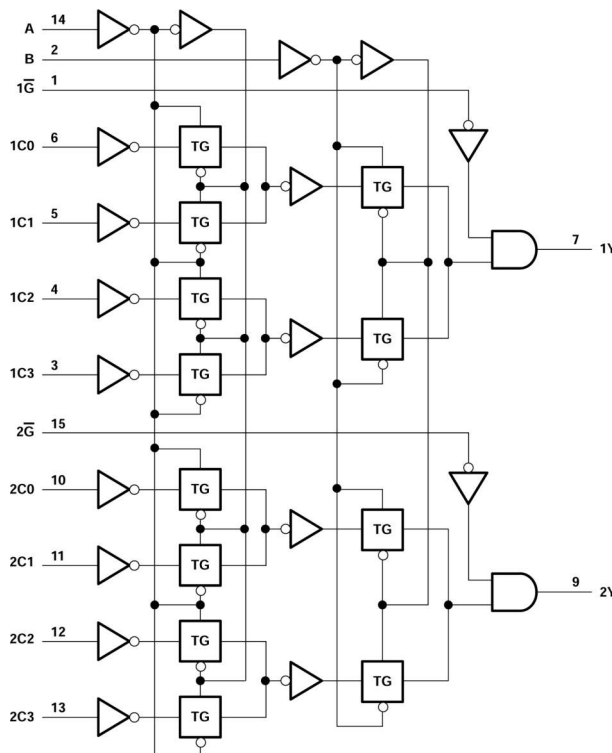 A 14
B 2
1G̅ 1
1C0 6
TG
TG
1C1 5
TG
7 1Y
1C2 4
TG
TG
1C3 3
TG
2G̅ 15
2C0 10
TG
TG
2C1 11
TG
9 2Y
2C2 12
TG
TG
2C3 13
TG